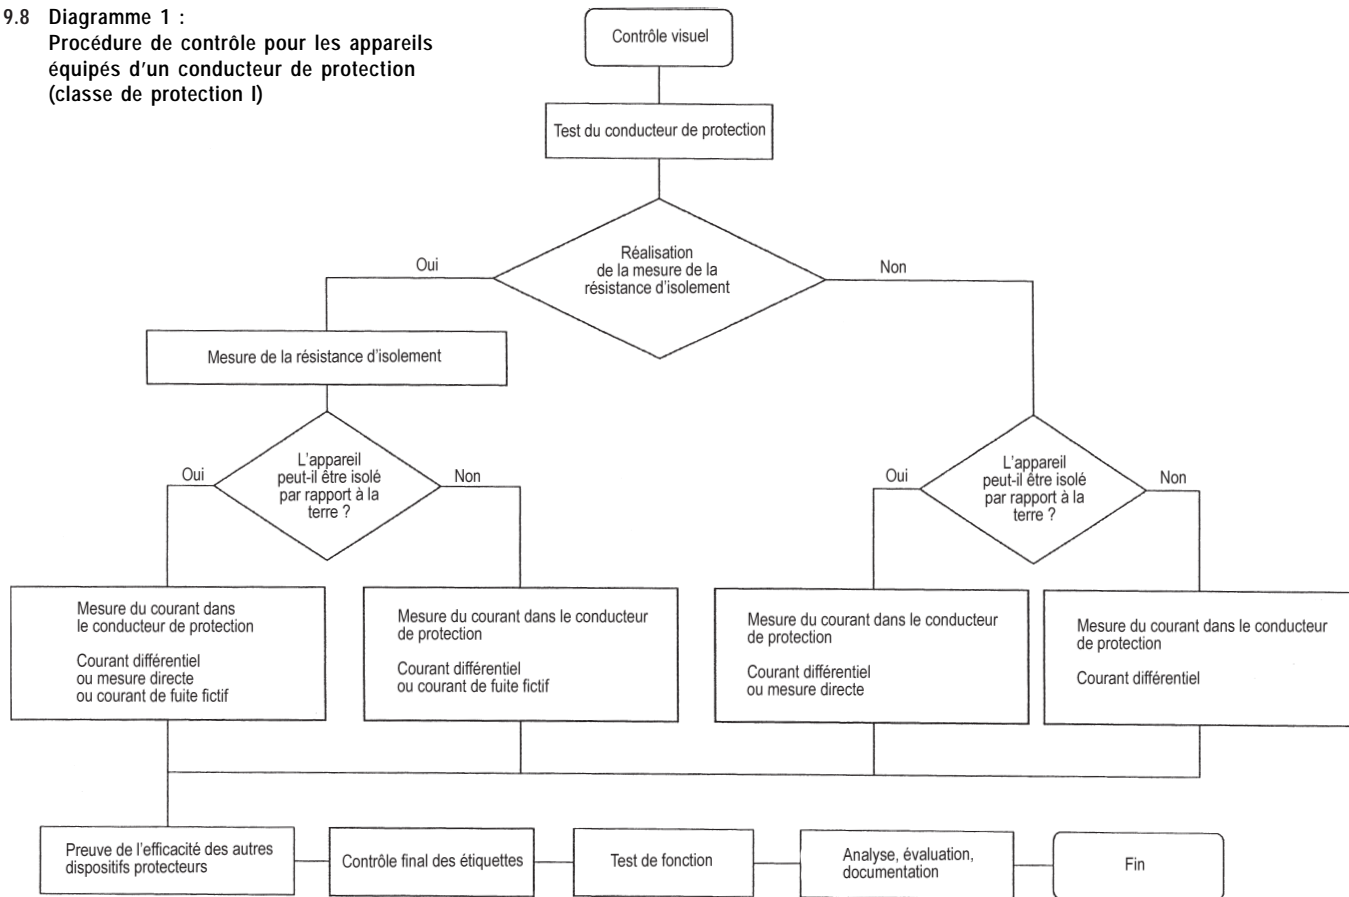 9.8 Diagramme 1 :
Procédure de contrôle pour les appareils
équipés d'un conducteur de protection
(classe de protection I)
Contrôle visuel
Test du conducteur de protection
Réalisation
de la mesure de la
résistance d'isolement
Oui
Non
Mesure de la résistance d'isolement
L'appareil
peut-il être isolé
par rapport à la
terre ?
Oui
Non
L'appareil
peut-il être isolé
par rapport à la
terre ?
Oui
Non
Mesure du courant dans
le conducteur de protection
Courant différentiel
ou mesure directe
ou courant de fuite fictif
Mesure du courant dans le conducteur
de protection
Courant différentiel
ou courant de fuite fictif
Mesure du courant dans le conducteur
de protection
Courant différentiel
ou mesure directe
Mesure du courant dans le conducteur
de protection
Courant différentiel
Preuve de l'efficacité des autres
dispositifs protecteurs
Contrôle final des étiquettes
Test de fonction
Analyse, évaluation,
documentation
Fin